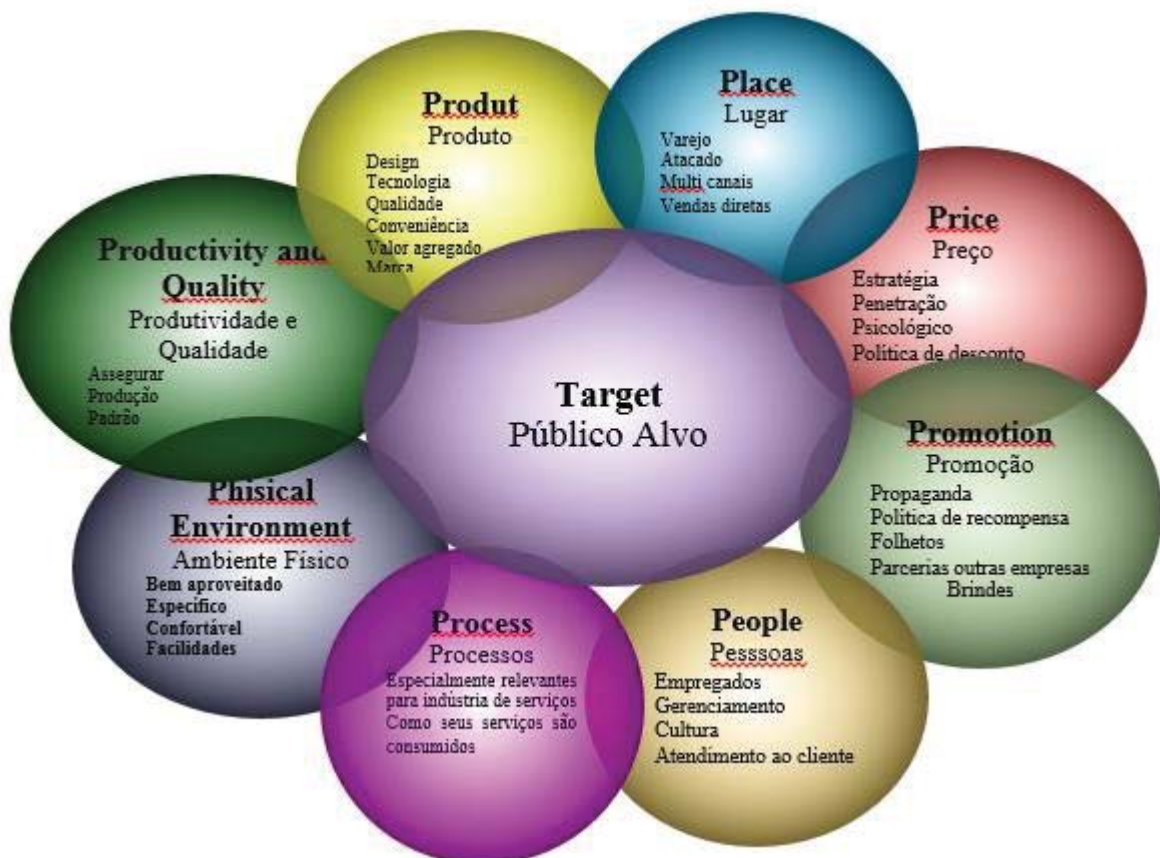 Produt
Produto
Design
Tecnologia
Qualidade
Conveniência
Valor agregado
Marca
Place
Lugar
Varejo
Atacado
Multi canais
Vendas diretas
Price
Preço
Estratégia
Penetração
Psicológico
Política de desconto
Promotion
Promoção
Propaganda
Política de recompensa
Folhetos
Parcerias outras empresas
Brindes
People
Pesssoas
Empregados
Gerenciamento
Cultura
Atendimento ao cliente
Process
Processos
Especialmente relevantes
para indústria de serviços
Como seus serviços são
consumidos
Phisical
Environment
Ambiente Físico
Bem aproveitado
Específico
Confortável
Facilidades
Productivity and
Quality
Produtividade e
Qualidade
Assegurar
Produção
Padrão
Target
Público Alvo